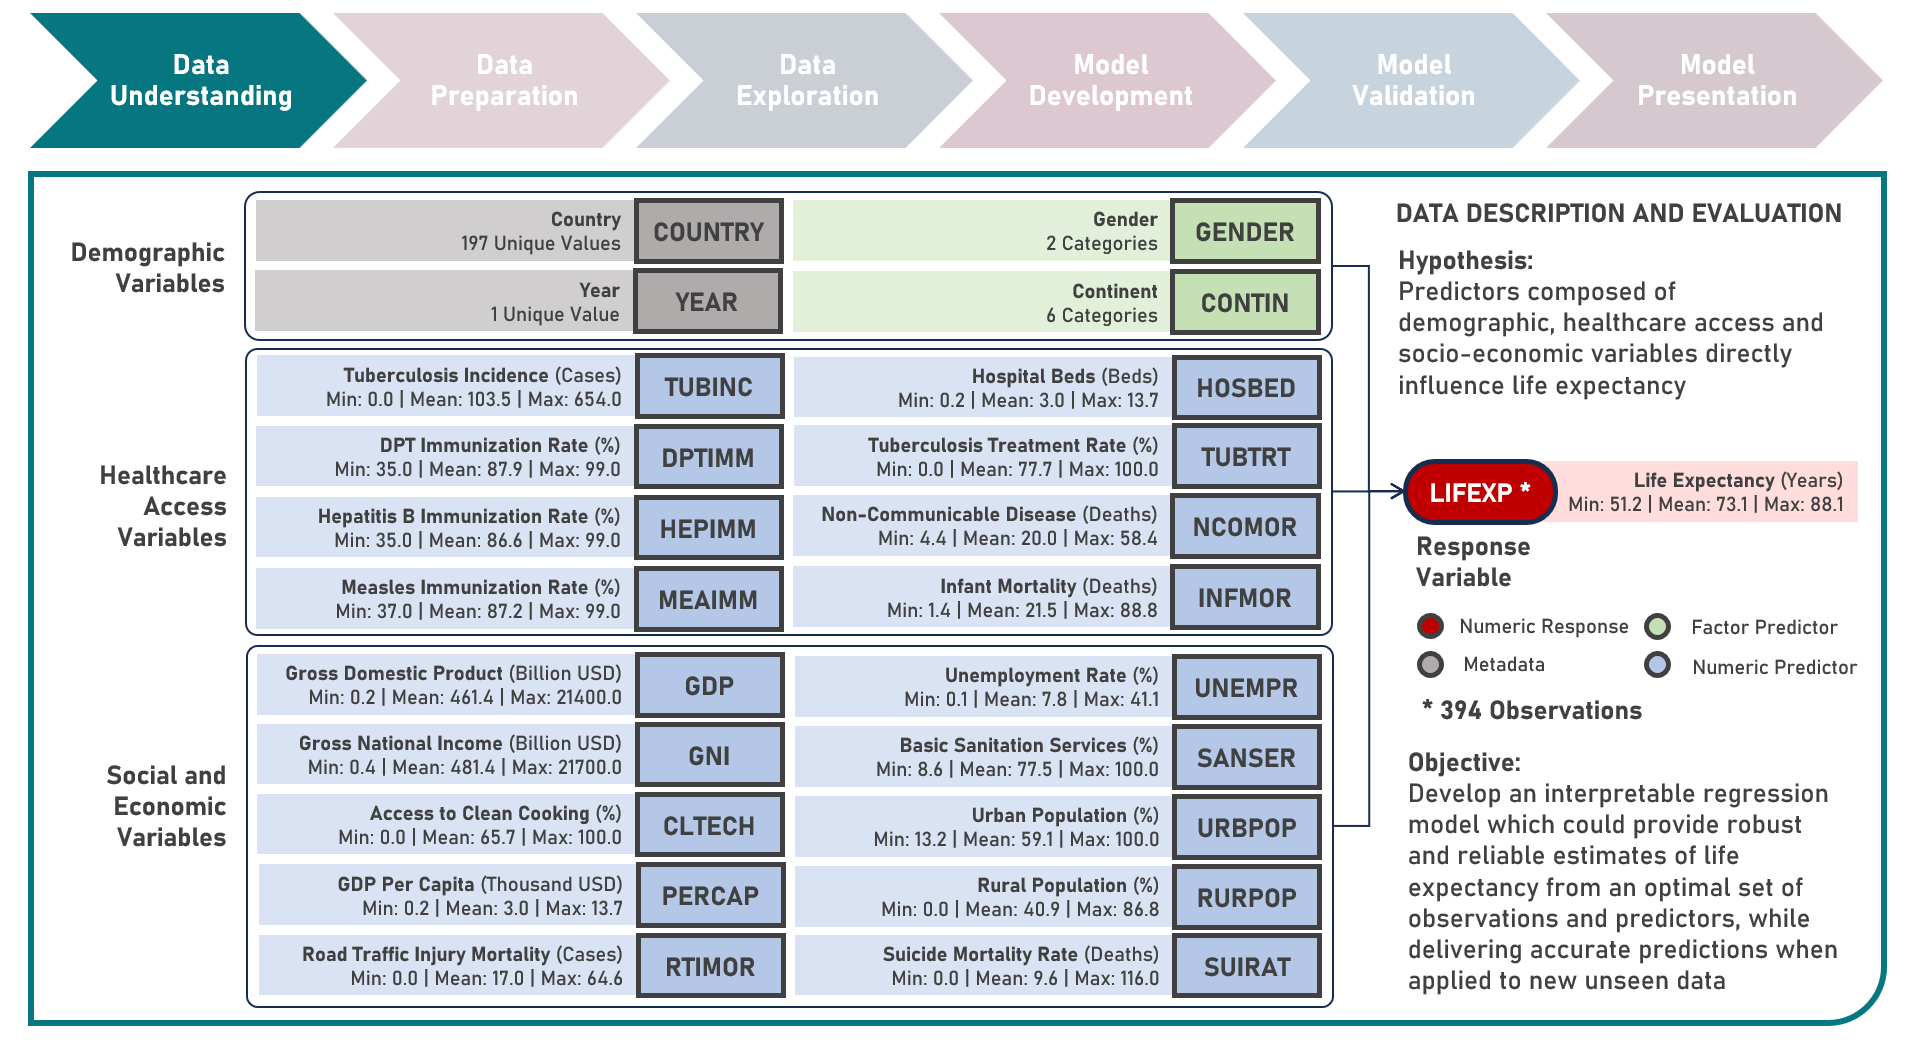 Data
Understanding
Data
Preparation
Data
Exploration
Model
Development
Model
Validation
Model
Presentation
Demographic
Variables
Country
197 Unique Values
COUNTRY
Gender
2 Categories
GENDER
Year
1 Unique Value
YEAR
Continent
6 Categories
CONTIN
Healthcare
Access
Variables
Tuberculosis Incidence (Cases)
Min: 0.0 | Mean: 103.5 | Max: 654.0
TUBINC
Hospital Beds (Beds)
Min: 0.2 | Mean: 3.0 | Max: 13.7
HOSBED
DPT Immunization Rate (%)
Min: 35.0 | Mean: 87.9 | Max: 99.0
DPTIMM
Tuberculosis Treatment Rate (%)
Min: 0.0 | Mean: 77.7 | Max: 100.0
TUBTRT
Hepatitis B Immunization Rate (%)
Min: 35.0 | Mean: 86.6 | Max: 99.0
HEPIMM
Non-Communicable Disease (Deaths)
Min: 4.4 | Mean: 20.0 | Max: 58.4
NCOMOR
Measles Immunization Rate (%)
Min: 37.0 | Mean: 87.2 | Max: 99.0
MEAIMM
Infant Mortality (Deaths)
Min: 1.4 | Mean: 21.5 | Max: 88.8
INFMOR
Social and
Economic
Variables
Gross Domestic Product (Billion USD)
Min: 0.2 | Mean: 461.4 | Max: 21400.0
GDP
Unemployment Rate (%)
Min: 0.1 | Mean: 7.8 | Max: 41.1
UNEMPR
Gross National Income (Billion USD)
Min: 0.4 | Mean: 481.4 | Max: 21700.0
GNI
Basic Sanitation Services (%)
Min: 8.6 | Mean: 77.5 | Max: 100.0
SANSER
Access to Clean Cooking (%)
Min: 0.0 | Mean: 65.7 | Max: 100.0
CLTECH
Urban Population (%)
Min: 13.2 | Mean: 59.1 | Max: 100.0
URBPOP
GDP Per Capita (Thousand USD)
Min: 0.2 | Mean: 3.0 | Max: 13.7
PERCAP
Rural Population (%)
Min: 0.0 | Mean: 40.9 | Max: 86.8
RURPOP
Road Traffic Injury Mortality (Cases)
Min: 0.0 | Mean: 17.0 | Max: 64.6
RTIMOR
Suicide Mortality Rate (Deaths)
Min: 0.0 | Mean: 9.6 | Max: 116.0
SUIRAT
DATA DESCRIPTION AND EVALUATION
Hypothesis:
Predictors composed of
demographic, healthcare access and
socio-economic variables directly
influence life expectancy
LIFEXP *
Life Expectancy (Years)
Min: 51.2 | Mean: 73.1 | Max: 88.1
Response
Variable
Numeric Response
Factor Predictor
Metadata
Numeric Predictor
* 394 Observations
Objective:
Develop an interpretable regression
model which could provide robust
and reliable estimates of life
expectancy from an optimal set of
observations and predictors, while
delivering accurate predictions when
applied to new unseen data